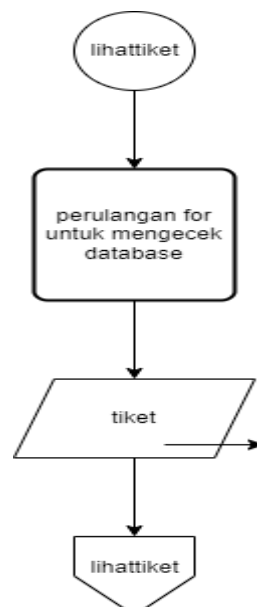 lihattiket
perulangan for
untuk mengecek
database
tiket
lihattiket